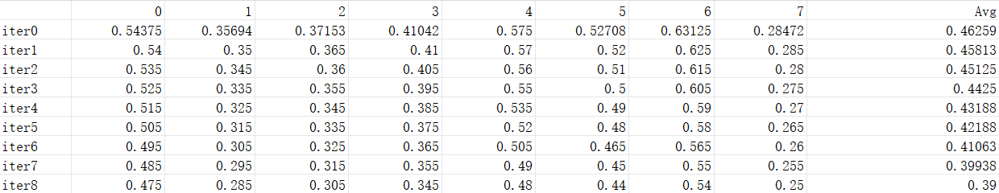 0 1 2 3 4 5 6 7 Avg
iter0 0.54375 0.35694 0.37153 0.41042 0.575 0.52708 0.63125 0.28472 0.46259
iter1 0.54 0.35 0.365 0.41 0.57 0.52 0.625 0.285 0.45813
iter2 0.535 0.345 0.36 0.405 0.56 0.51 0.615 0.28 0.45125
iter3 0.525 0.335 0.355 0.395 0.55 0.5 0.605 0.275 0.4425
iter4 0.515 0.325 0.345 0.385 0.535 0.49 0.59 0.27 0.43188
iter5 0.505 0.315 0.335 0.375 0.52 0.48 0.58 0.265 0.42188
iter6 0.495 0.305 0.325 0.365 0.505 0.465 0.565 0.26 0.41063
iter7 0.485 0.295 0.315 0.355 0.49 0.45 0.55 0.255 0.39938
iter8 0.475 0.285 0.305 0.345 0.48 0.44 0.54 0.25 0.39